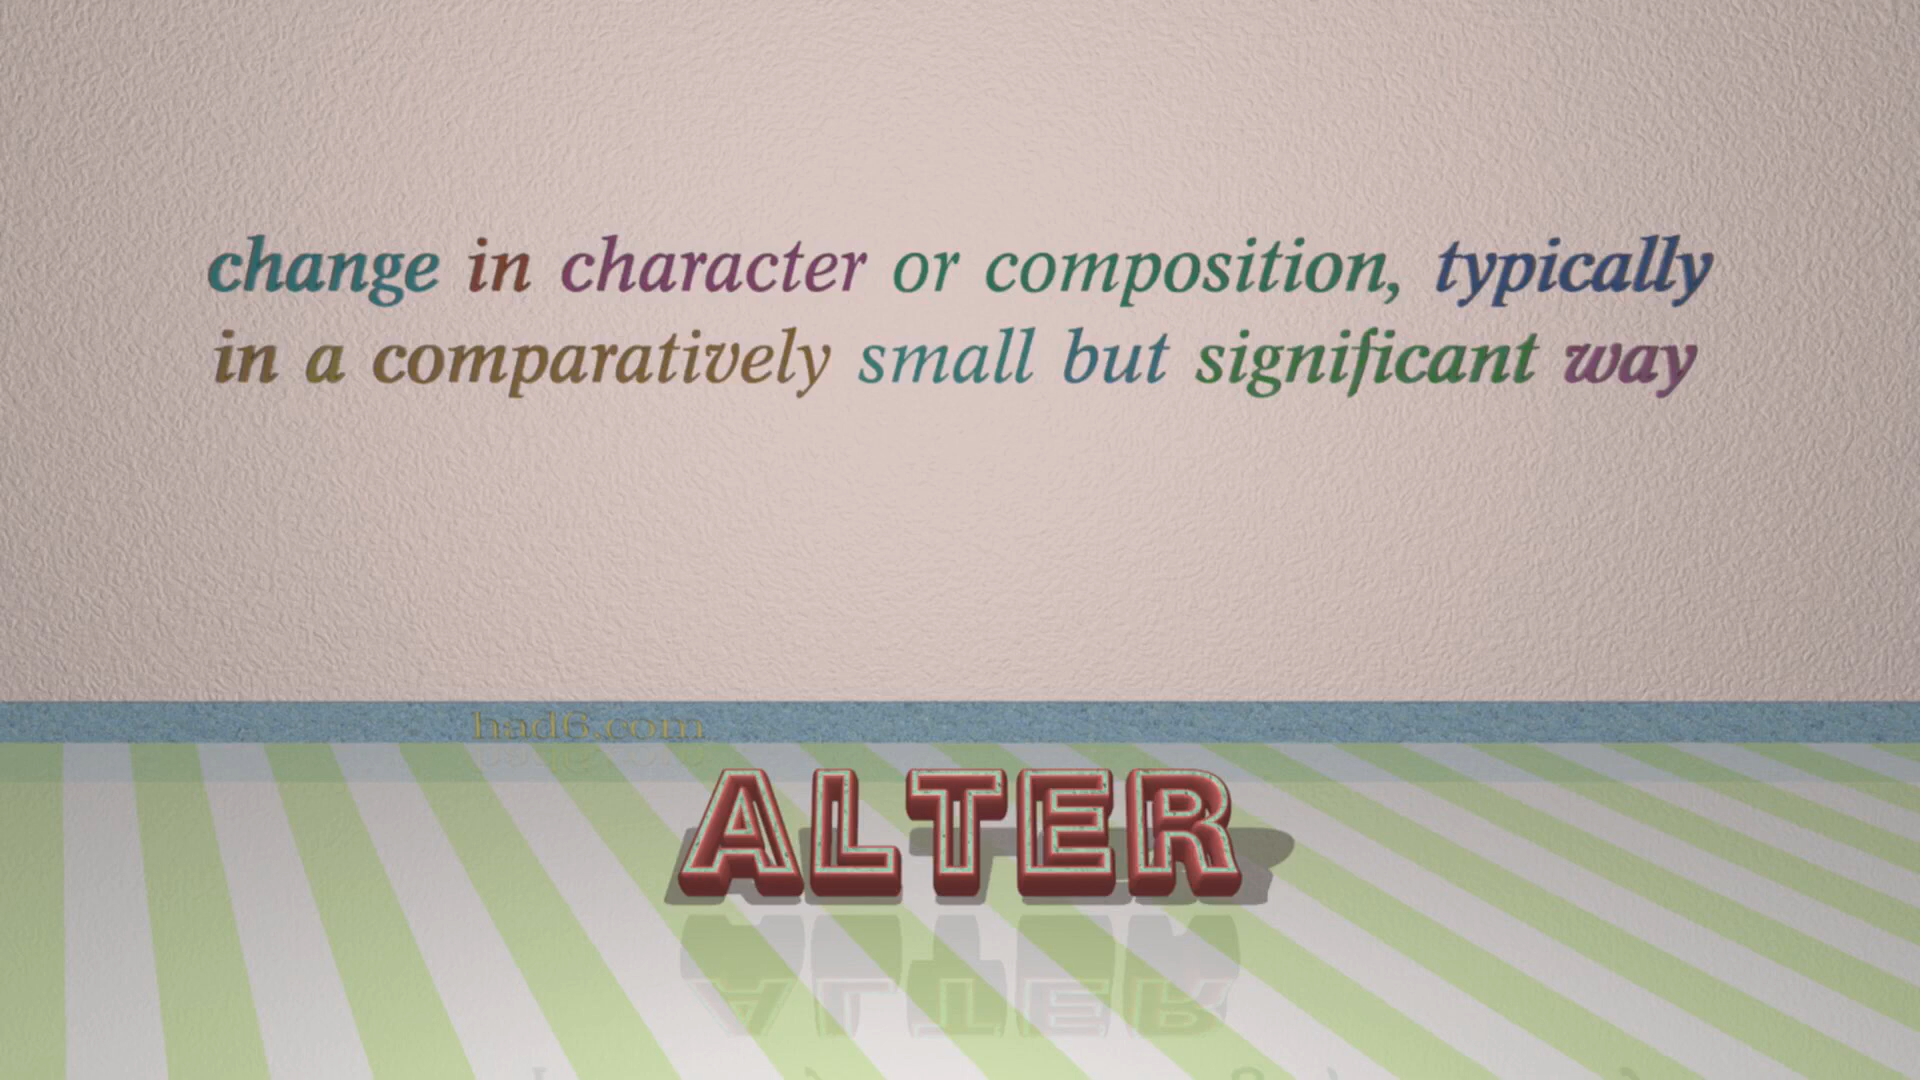 change in character or composition, typically
in a comparatively small but significant way
had6.com
ALTER